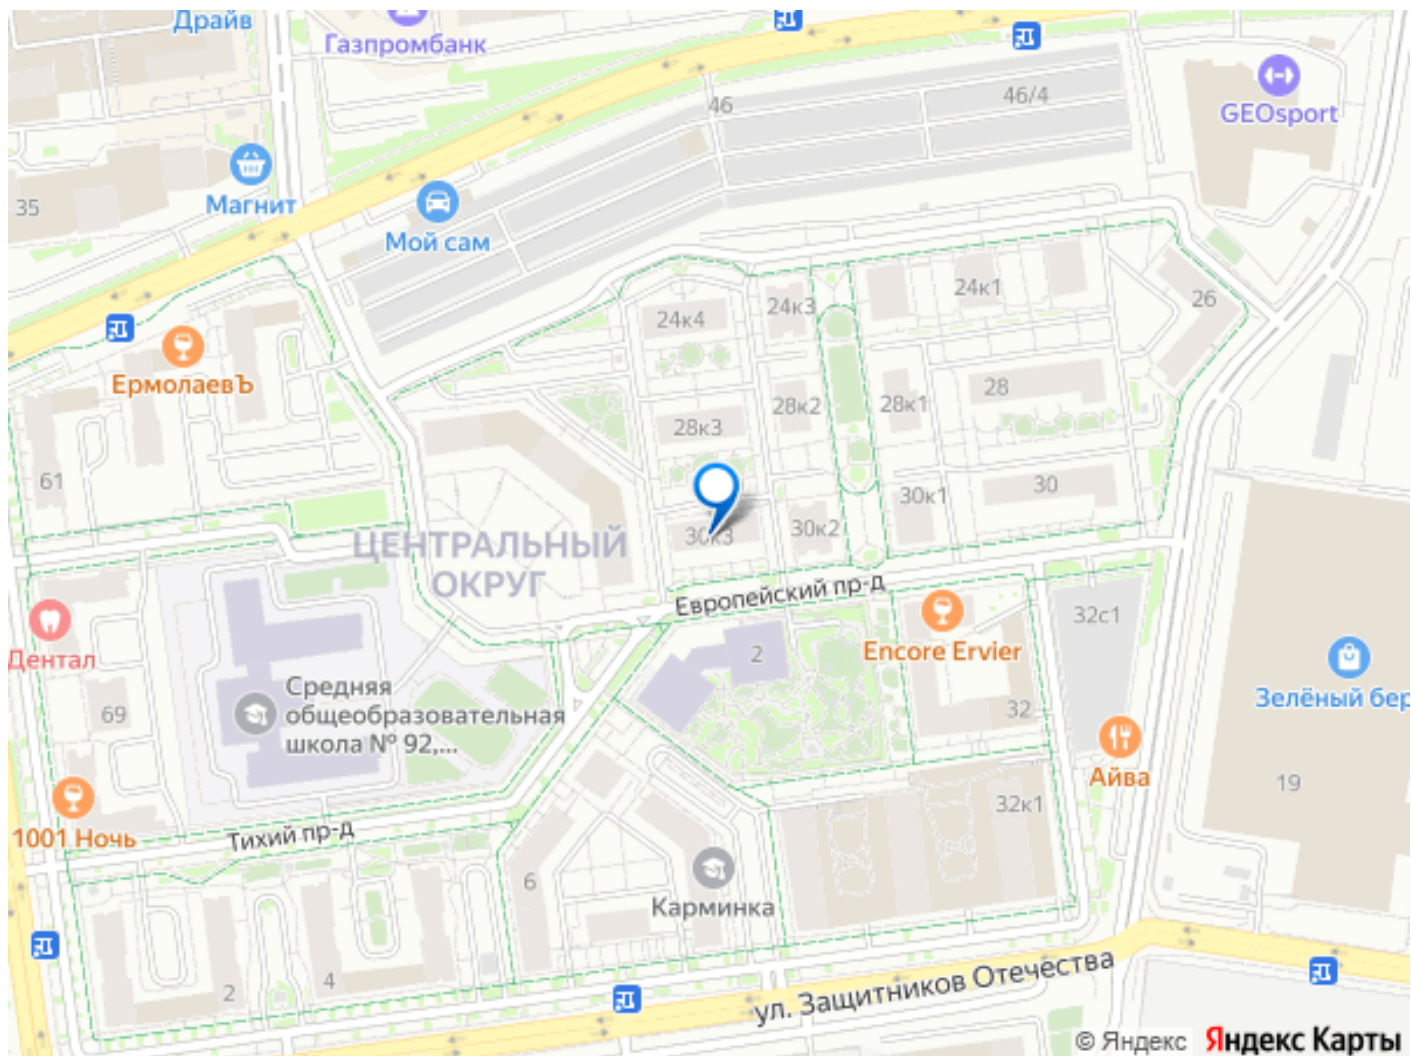 Драйв
Газпромбанк
GEOsport
46
46/4
Магнит
35
Мой сам
24к4
24к3
24к1
26
ЕрмолаевЪ
28к3
28к2
28к1
28
61
30к3
30к2
30к1
30
ЦЕНТРАЛЬНЫЙ
ОКРУГ
Европейский пр-д
32с1
Дентал
Encore Ervier
2
Зелёный бер
Средняя
общеобразовательная
школа № 92,...
69
32
Айва
19
32к1
1001 Ночь
Тихий пр-д
6
Карминка
2
4
ул. Защитников Отечества
© Яндекс Яндекс Карты